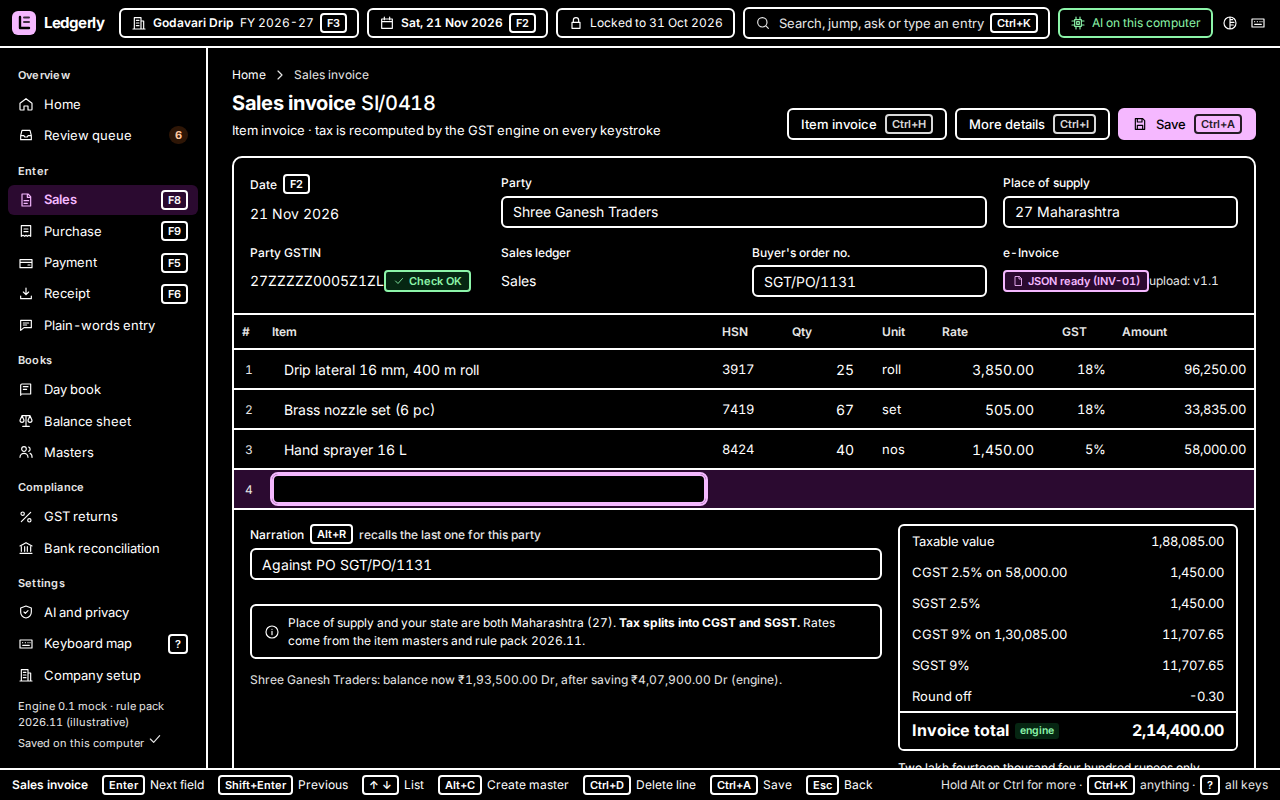 Ledgerly
Godavari Drip FY 2026-27 F3
Sat, 21 Nov 2026 F2
Locked to 31 Oct 2026
Search, jump, ask or type an entry Ctrl+K
AI on this computer
Overview
Home
Review queue 6
Enter
Sales F8
Purchase F9
Payment F5
Receipt F6
Plain-words entry
Books
Day book
Balance sheet
Masters
Compliance
GST returns
Bank reconciliation
Settings
AI and privacy
Keyboard map ?
Company setup
Engine 0.1 mock · rule pack
2026.11 (illustrative)
Saved on this computer
Home > Sales invoice
Sales invoice SI/0418
Item invoice · tax is recomputed by the GST engine on every keystroke
Item invoice Ctrl+H
More details Ctrl+I
Save Ctrl+A
Date F2
21 Nov 2026
Party
Shree Ganesh Traders
Place of supply
27 Maharashtra
Party GSTIN
27ZZZZZ0005Z1ZL Check OK
Sales ledger
Sales
Buyer's order no.
SGT/PO/1131
e-Invoice
JSON ready (INV-01) upload: v1.1
# Item HSN Qty Unit Rate GST Amount
1 Drip lateral 16 mm, 400 m roll 3917 25 roll 3,850.00 18% 96,250.00
2 Brass nozzle set (6 pc) 7419 67 set 505.00 18% 33,835.00
3 Hand sprayer 16 L 8424 40 nos 1,450.00 5% 58,000.00
4
Narration Alt+R recalls the last one for this party
Against PO SGT/PO/1131
Place of supply and your state are both Maharashtra (27). Tax splits into CGST and SGST. Rates
come from the item masters and rule pack 2026.11.
Shree Ganesh Traders: balance now ₹1,93,500.00 Dr, after saving ₹4,07,900.00 Dr (engine).
Taxable value 1,88,085.00
CGST 2.5% on 58,000.00 1,450.00
SGST 2.5% 1,450.00
CGST 9% on 1,30,085.00 11,707.65
SGST 9% 11,707.65
Round off -0.30
Invoice total engine 2,14,400.00
Two lakh fourteen thousand four hundred rupees only
Sales invoice
Enter Next field
Shift+Enter Previous
↑ ↓ List
Alt+C Create master
Ctrl+D Delete line
Ctrl+A Save
Esc Back
Hold Alt or Ctrl for more · Ctrl+K anything · ? all keys